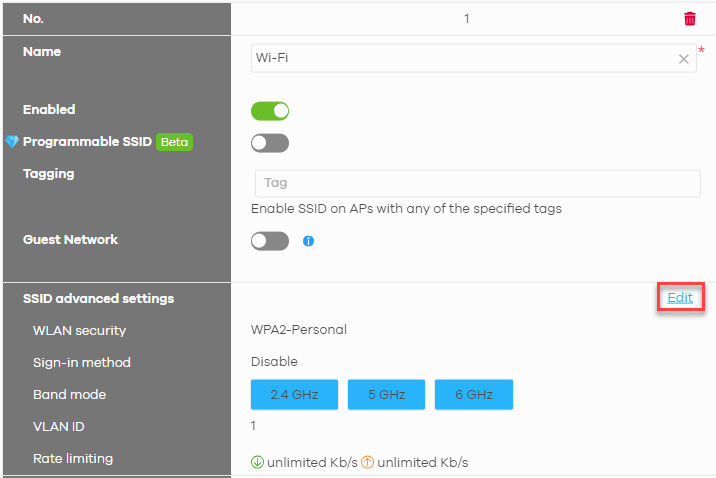 No. 1
Name Wi-Fi *
Enabled
Programmable SSID Beta
Tagging Tag
Enable SSID on APs with any of the specified tags
Guest Network
SSID advanced settings Edit
WLAN security WPA2-Personal
Sign-in method Disable
Band mode 2.4 GHz 5 GHz 6 GHz
VLAN ID 1
Rate limiting unlimited Kb/s unlimited Kb/s